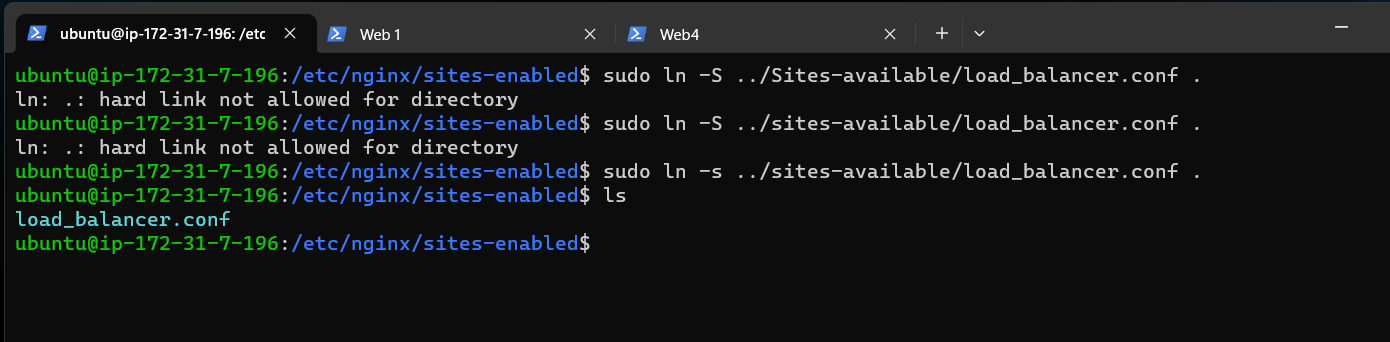 ubuntu@ip-172-31-7-196: /etc
Web 1
Web4
ubuntu@ip-172-31-7-196:/etc/nginx/sites-enabled$ sudo ln -S ../Sites-available/load_balancer.conf .
ln: .: hard link not allowed for directory
ubuntu@ip-172-31-7-196:/etc/nginx/sites-enabled$ sudo ln -S ../sites-available/load_balancer.conf .
ln: .: hard link not allowed for directory
ubuntu@ip-172-31-7-196:/etc/nginx/sites-enabled$ sudo ln -s ../sites-available/load_balancer.conf .
ubuntu@ip-172-31-7-196:/etc/nginx/sites-enabled$ ls
load_balancer.conf
ubuntu@ip-172-31-7-196:/etc/nginx/sites-enabled$